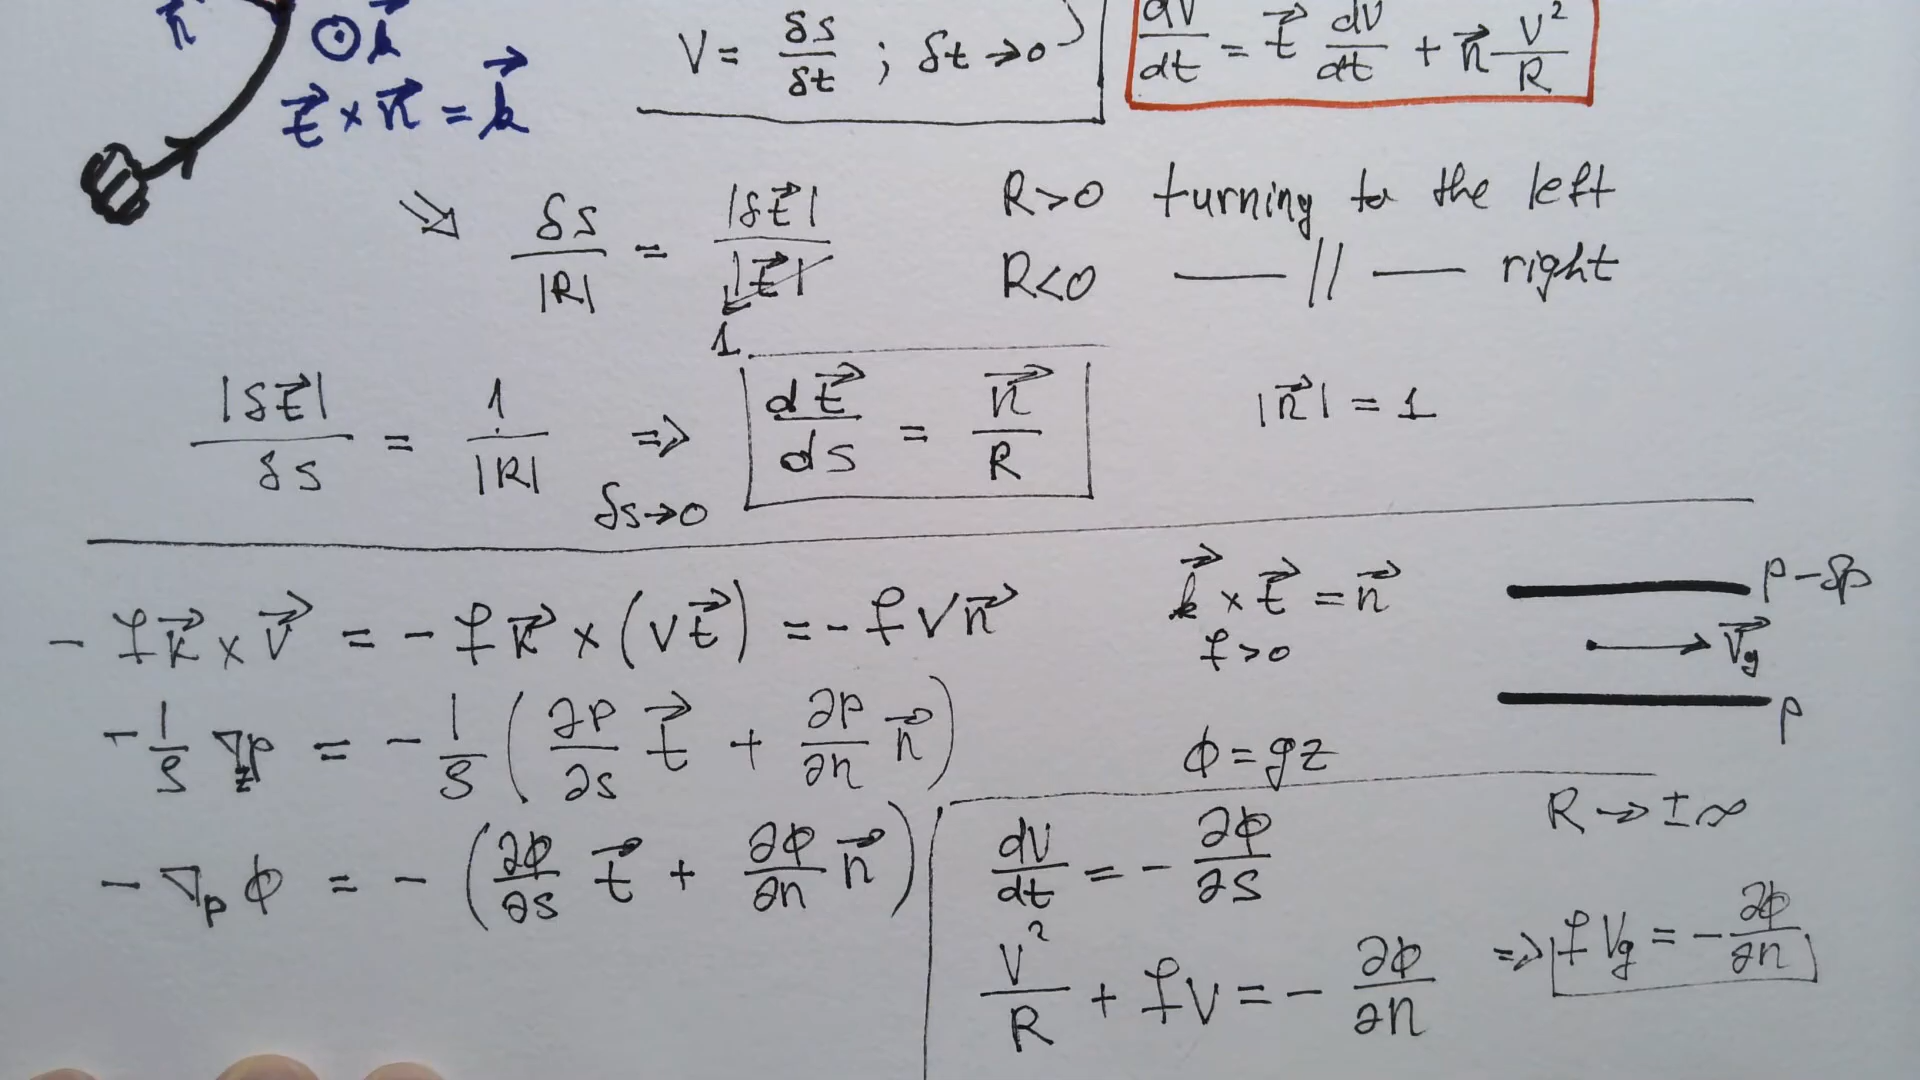 n⃗
⊙ k⃗
t⃗ × n⃗ = k⃗
V = δs/δt ; δt → 0
dV⃗/dt = t⃗ dV/dt + n⃗ V²/R
⇒ δs/|R| = |δt⃗|/|t⃗|
1
R>0 turning to the left
R<0 —— // —— right
|δt⃗|/δs = 1/|R| ⇒ dt⃗/ds = n⃗/R
δs→0
|n⃗| = 1
- f k⃗ × V⃗ = - f k⃗ × (V t⃗) = - f V n⃗
k⃗ × t⃗ = n⃗
f > 0
p - δp
V⃗g
p
- 1/ρ ∇zp = - 1/ρ (∂p/∂s t⃗ + ∂p/∂n n⃗)
ϕ = gz
- ∇p ϕ = - (∂ϕ/∂s t⃗ + ∂ϕ/∂n n⃗)
dV/dt = - ∂ϕ/∂s
R → ±∞
V²/R + fV = - ∂ϕ/∂n
⇒ f Vg = - ∂ϕ/∂n